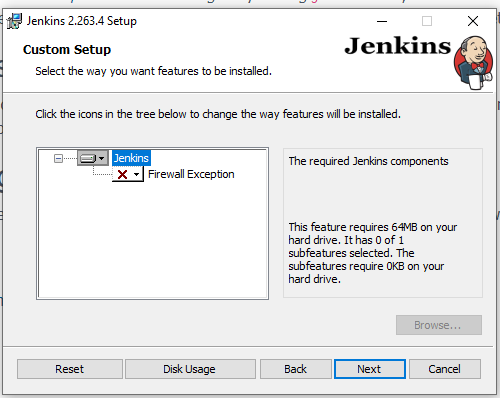 Jenkins 2.263.4 Setup
Custom Setup
Select the way you want features to be installed.
Jenkins
Click the icons in the tree below to change the way features will be installed.
Jenkins
Firewall Exception
The required Jenkins components
This feature requires 64MB on your
hard drive. It has 0 of 1
subfeatures selected. The
subfeatures require 0KB on your
hard drive.
Browse...
Reset
Disk Usage
Back
Next
Cancel